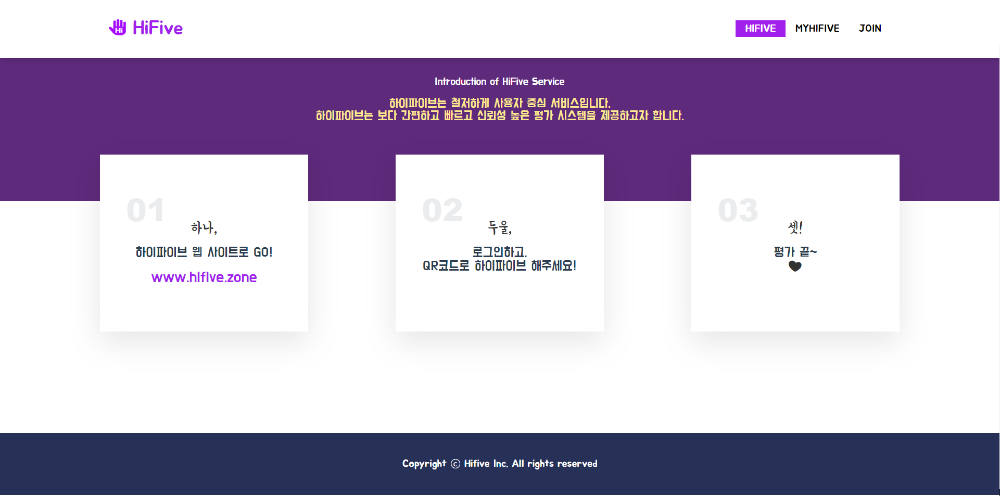 Hi HiFive
HIFIVE MYHIFIVE JOIN
Introduction of HiFive Service
하이파이브는 철저하게 사용자 중심 서비스입니다.
하이파이브는 보다 간편하고 빠르고 신뢰성 높은 평가 시스템을 제공하고자 합니다.
01
하나,
하이파이브 웹 사이트로 GO!
www.hifive.zone
02
두울,
로그인하고,
QR코드로 하이파이브 해주세요!
03
셋!
평가 끝~
Copyright ⓒ Hifive Inc. All rights reserved